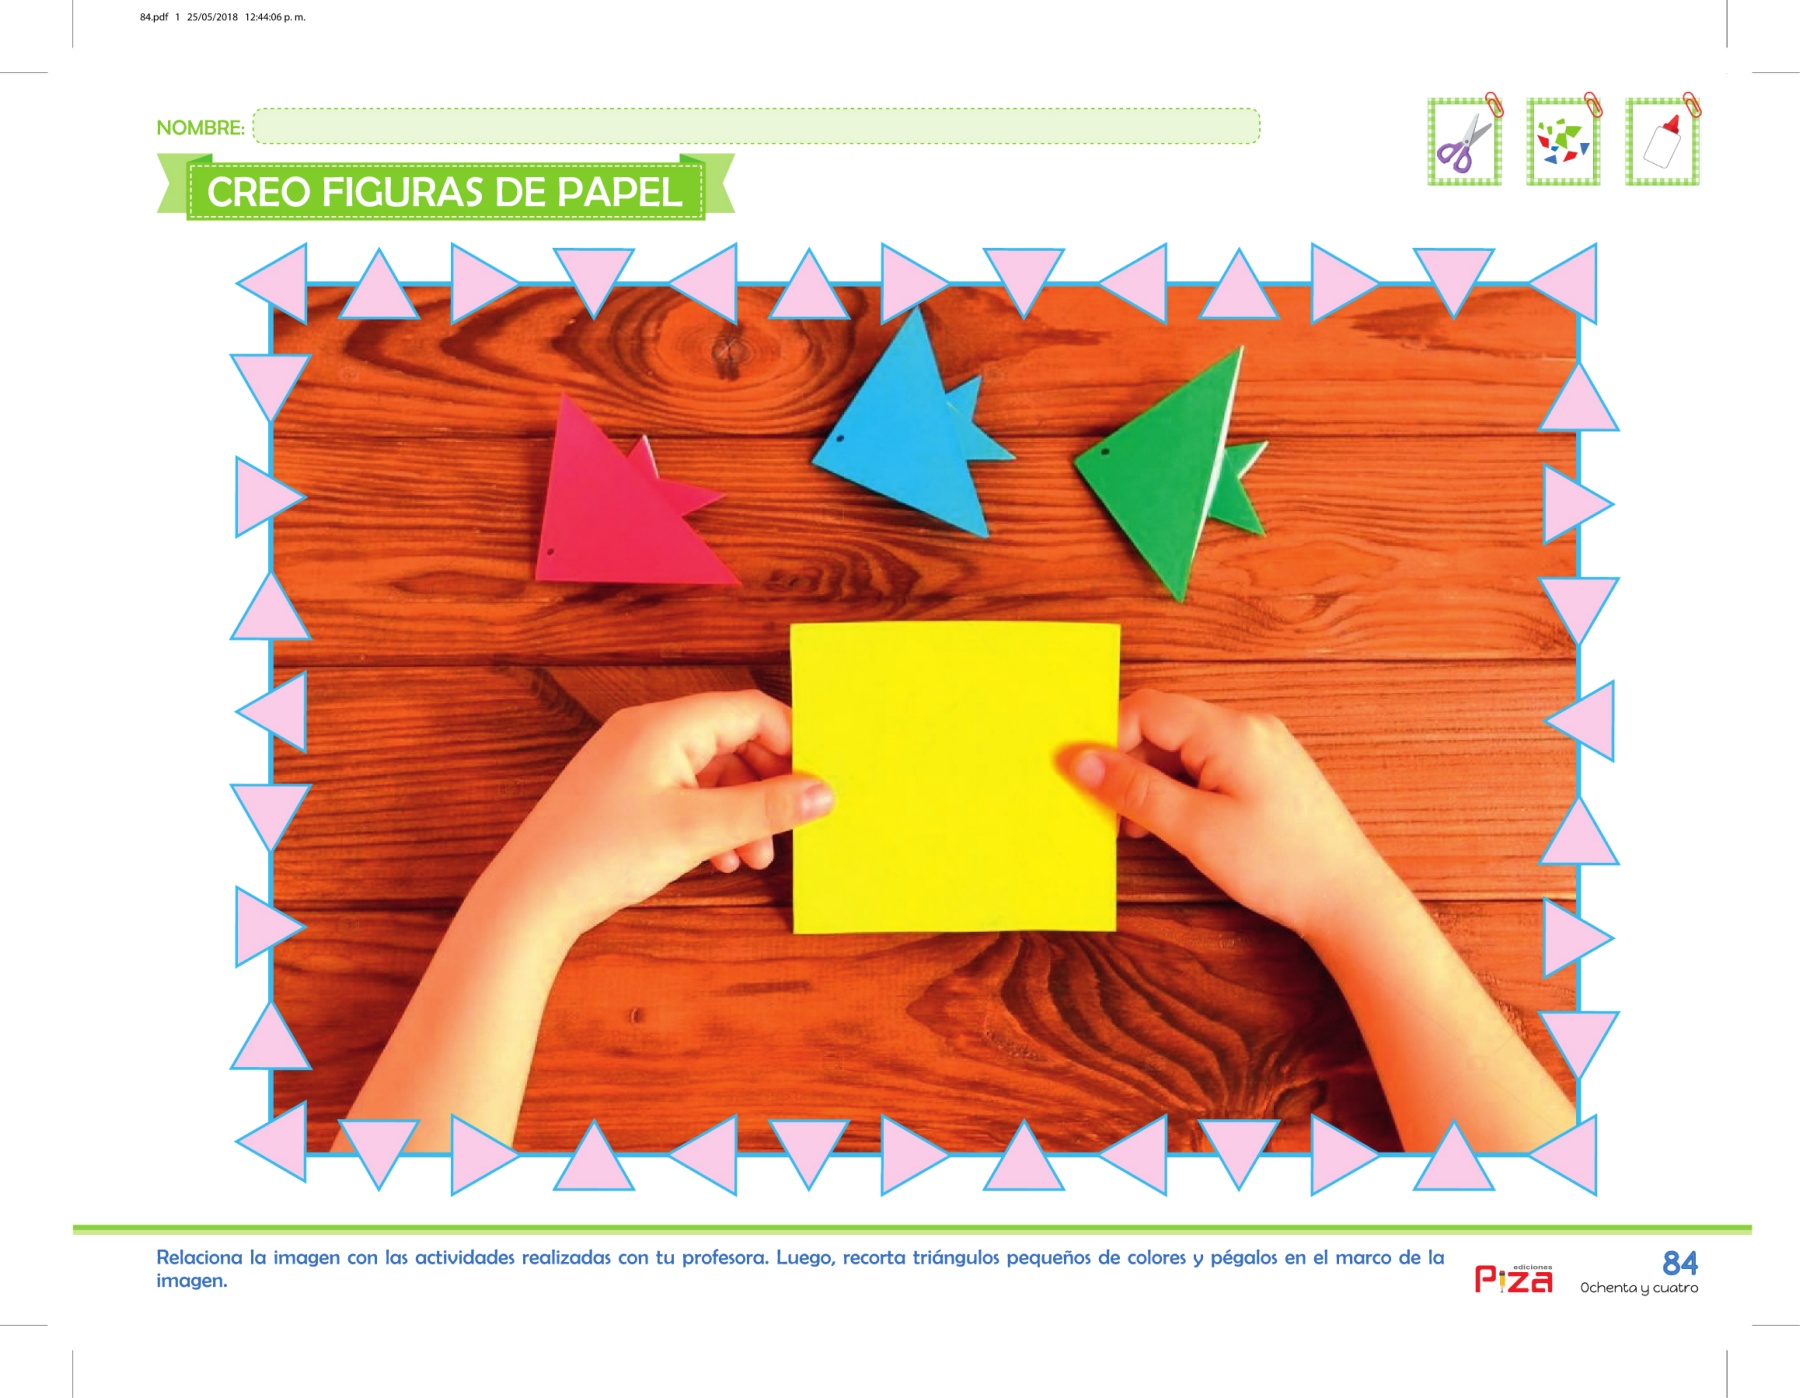 84.pdf 1 25/05/2018 12:44:06 p. m.
NOMBRE:
CREO FIGURAS DE PAPEL
Relaciona la imagen con las actividades realizadas con tu profesora. Luego, recorta triángulos pequeños de colores y pégalos en el marco de la
imagen.
ediciones
Piza
84
Ochenta y cuatro